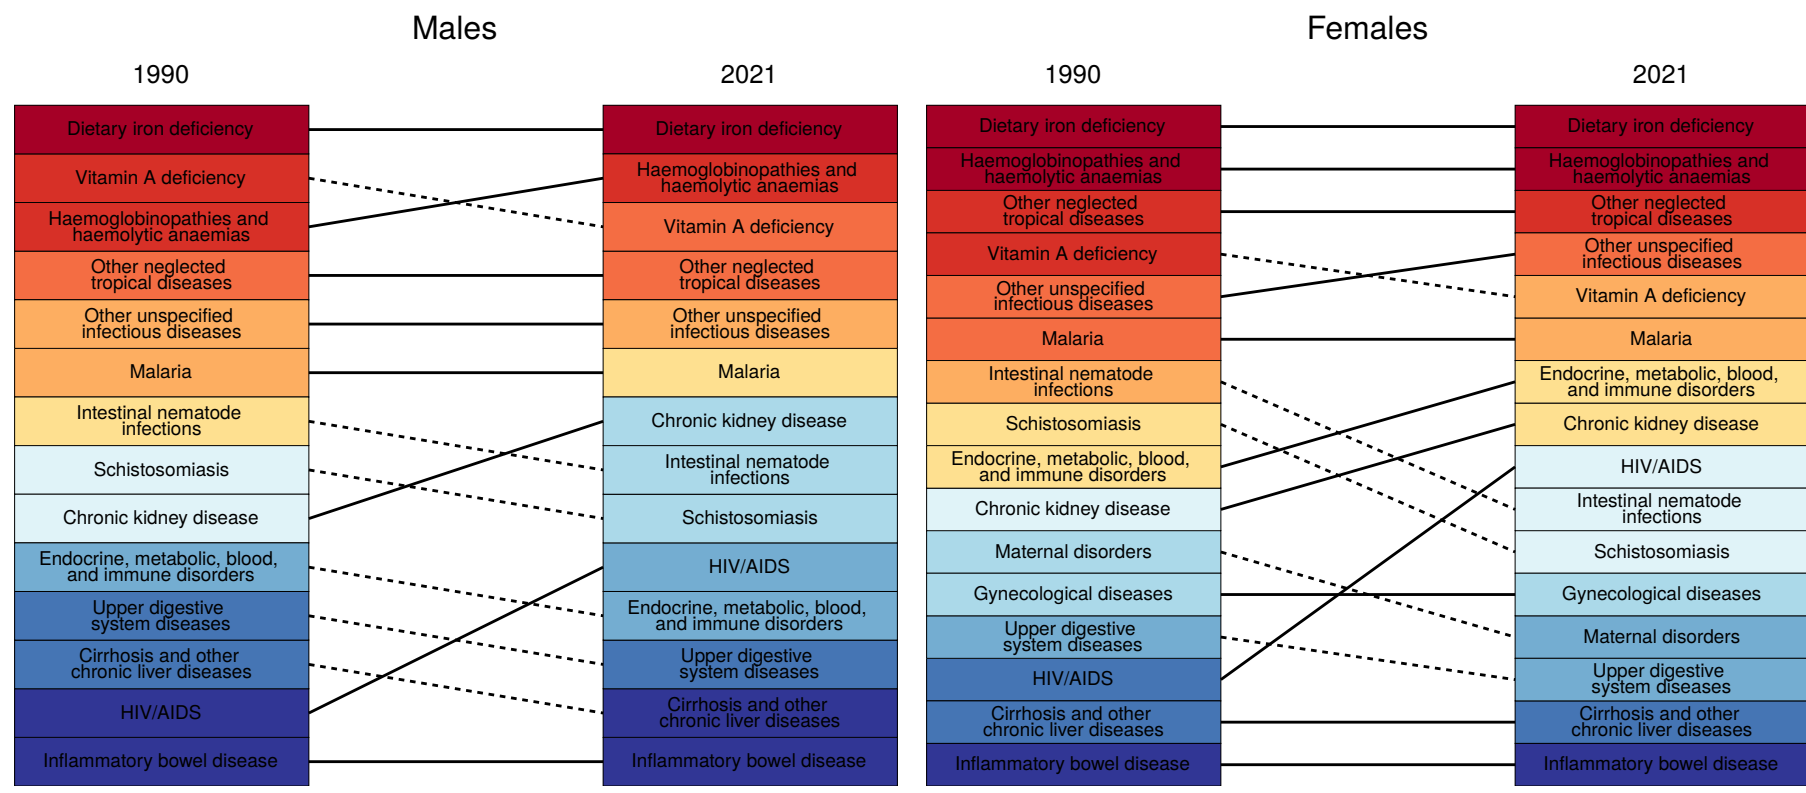 Males
1990
2021
Dietary iron deficiency
Vitamin A deficiency
Haemoglobinopathies and
haemolytic anaemias
Other neglected
tropical diseases
Other unspecified
infectious diseases
Malaria
Intestinal nematode
infections
Schistosomiasis
Chronic kidney disease
Endocrine, metabolic, blood,
and immune disorders
Upper digestive
system diseases
Cirrhosis and other
chronic liver diseases
HIV/AIDS
Inflammatory bowel disease
Dietary iron deficiency
Haemoglobinopathies and
haemolytic anaemias
Vitamin A deficiency
Other neglected
tropical diseases
Other unspecified
infectious diseases
Malaria
Chronic kidney disease
Intestinal nematode
infections
Schistosomiasis
HIV/AIDS
Endocrine, metabolic, blood,
and immune disorders
Upper digestive
system diseases
Cirrhosis and other
chronic liver diseases
Inflammatory bowel disease
Females
1990
2021
Dietary iron deficiency
Haemoglobinopathies and
haemolytic anaemias
Other neglected
tropical diseases
Vitamin A deficiency
Other unspecified
infectious diseases
Malaria
Intestinal nematode
infections
Schistosomiasis
Endocrine, metabolic, blood,
and immune disorders
Chronic kidney disease
Maternal disorders
Gynecological diseases
Upper digestive
system diseases
HIV/AIDS
Cirrhosis and other
chronic liver diseases
Inflammatory bowel disease
Dietary iron deficiency
Haemoglobinopathies and
haemolytic anaemias
Other neglected
tropical diseases
Other unspecified
infectious diseases
Vitamin A deficiency
Malaria
Endocrine, metabolic, blood,
and immune disorders
Chronic kidney disease
HIV/AIDS
Intestinal nematode
infections
Schistosomiasis
Gynecological diseases
Maternal disorders
Upper digestive
system diseases
Cirrhosis and other
chronic liver diseases
Inflammatory bowel disease